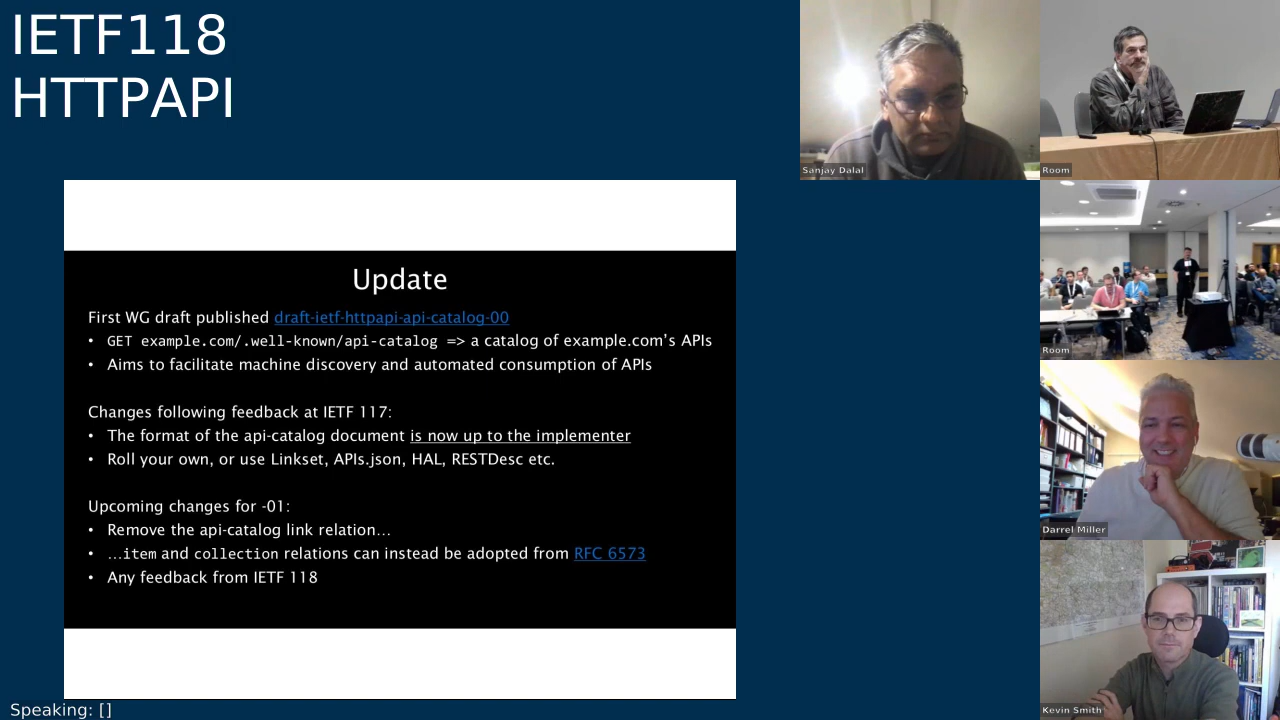 IETF118
HTTPAPI
Sanjay Dalal
Room
Update
First WG draft published draft-ietf-httpapi-api-catalog-00
• GET example.com/.well-known/api-catalog => a catalog of example.com’s APIs
• Aims to facilitate machine discovery and automated consumption of APIs
Changes following feedback at IETF 117:
• The format of the api-catalog document is now up to the implementer
• Roll your own, or use Linkset, APIs.json, HAL, RESTDesc etc.
Upcoming changes for -01:
• Remove the api-catalog link relation…
• …item and collection relations can instead be adopted from RFC 6573
• Any feedback from IETF 118
Room
Darrel Miller
Kevin Smith
Speaking: []